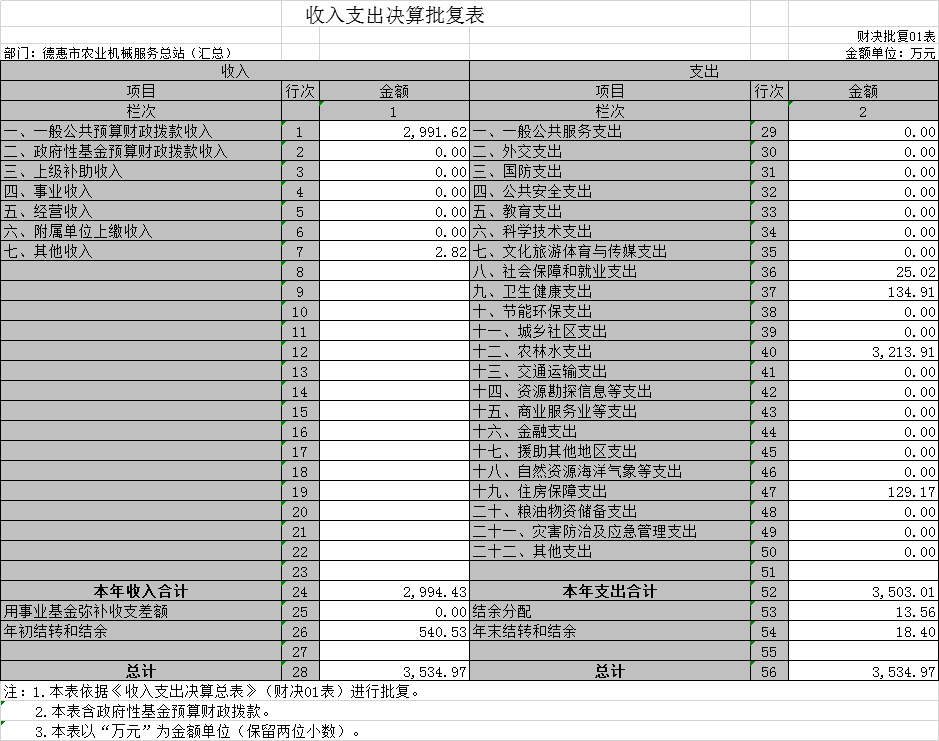 收入支出决算批复表
财决批复01表
部门：德惠市农业机械服务总站（汇总） 金额单位：万元
收入 支出
项目 行次 金额 项目 行次 金额
栏次 1 栏次 2
一、一般公共预算财政拨款收入 1 2,991.62 一、一般公共服务支出 29 0.00
二、政府性基金预算财政拨款收入 2 0.00 二、外交支出 30 0.00
三、上级补助收入 3 0.00 三、国防支出 31 0.00
四、事业收入 4 0.00 四、公共安全支出 32 0.00
五、经营收入 5 0.00 五、教育支出 33 0.00
六、附属单位上缴收入 6 0.00 六、科学技术支出 34 0.00
七、其他收入 7 2.82 七、文化旅游体育与传媒支出 35 0.00
8 八、社会保障和就业支出 36 25.02
9 九、卫生健康支出 37 134.91
10 十、节能环保支出 38 0.00
11 十一、城乡社区支出 39 0.00
12 十二、农林水支出 40 3,213.91
13 十三、交通运输支出 41 0.00
14 十四、资源勘探信息等支出 42 0.00
15 十五、商业服务业等支出 43 0.00
16 十六、金融支出 44 0.00
17 十七、援助其他地区支出 45 0.00
18 十八、自然资源海洋气象等支出 46 0.00
19 十九、住房保障支出 47 129.17
20 二十、粮油物资储备支出 48 0.00
21 二十一、灾害防治及应急管理支出 49 0.00
22 二十二、其他支出 50 0.00
23 51
本年收入合计 24 2,994.43 本年支出合计 52 3,503.01
用事业基金弥补收支差额 25 0.00 结余分配 53 13.56
年初结转和结余 26 540.53 年末结转和结余 54 18.40
27 55
总计 28 3,534.97 总计 56 3,534.97
注：1.本表依据《收入支出决算总表》（财决01表）进行批复。
2.本表含政府性基金预算财政拨款。
3.本表以“万元”为金额单位（保留两位小数）。